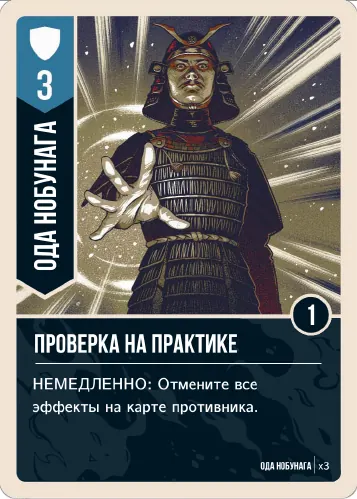 3
ОДА НОБУНАГА
1
ПРОВЕРКА НА ПРАКТИКЕ
НЕМЕДЛЕННО: Отмените все
эффекты на карте противника.
ОДА НОБУНАГА x3